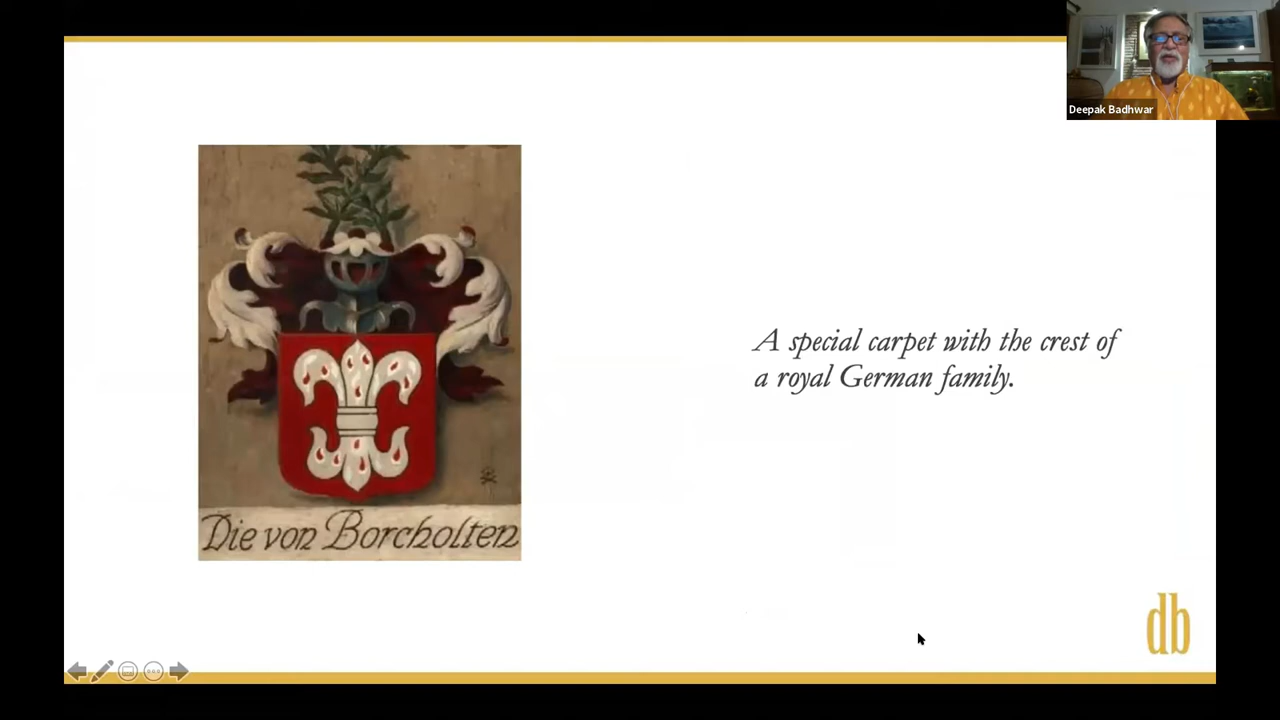 Deepak Badhwar
A special carpet with the crest of
a royal German family.
Die von Borcholten
db